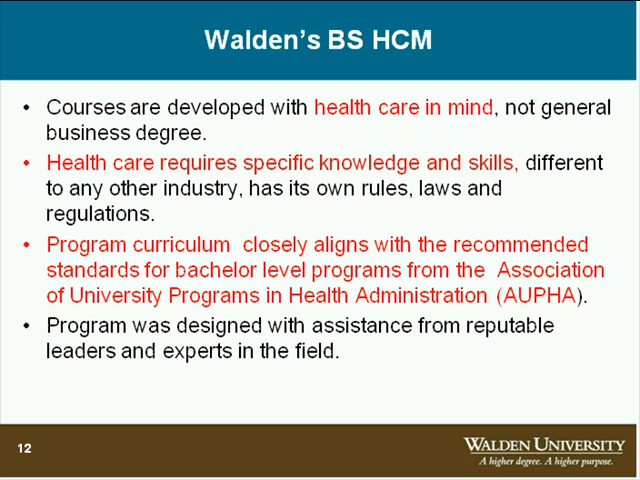 Walden's BS HCM
• Courses are developed with health care in mind, not general
business degree.
• Health care requires specific knowledge and skills, different
to any other industry, has its own rules, laws and
regulations.
• Program curriculum closely aligns with the recommended
standards for bachelor level programs from the Association
of University Programs in Health Administration (AUPHA).
• Program was designed with assistance from reputable
leaders and experts in the field.
12
WALDEN UNIVERSITY
A higher degree. A higher purpose.